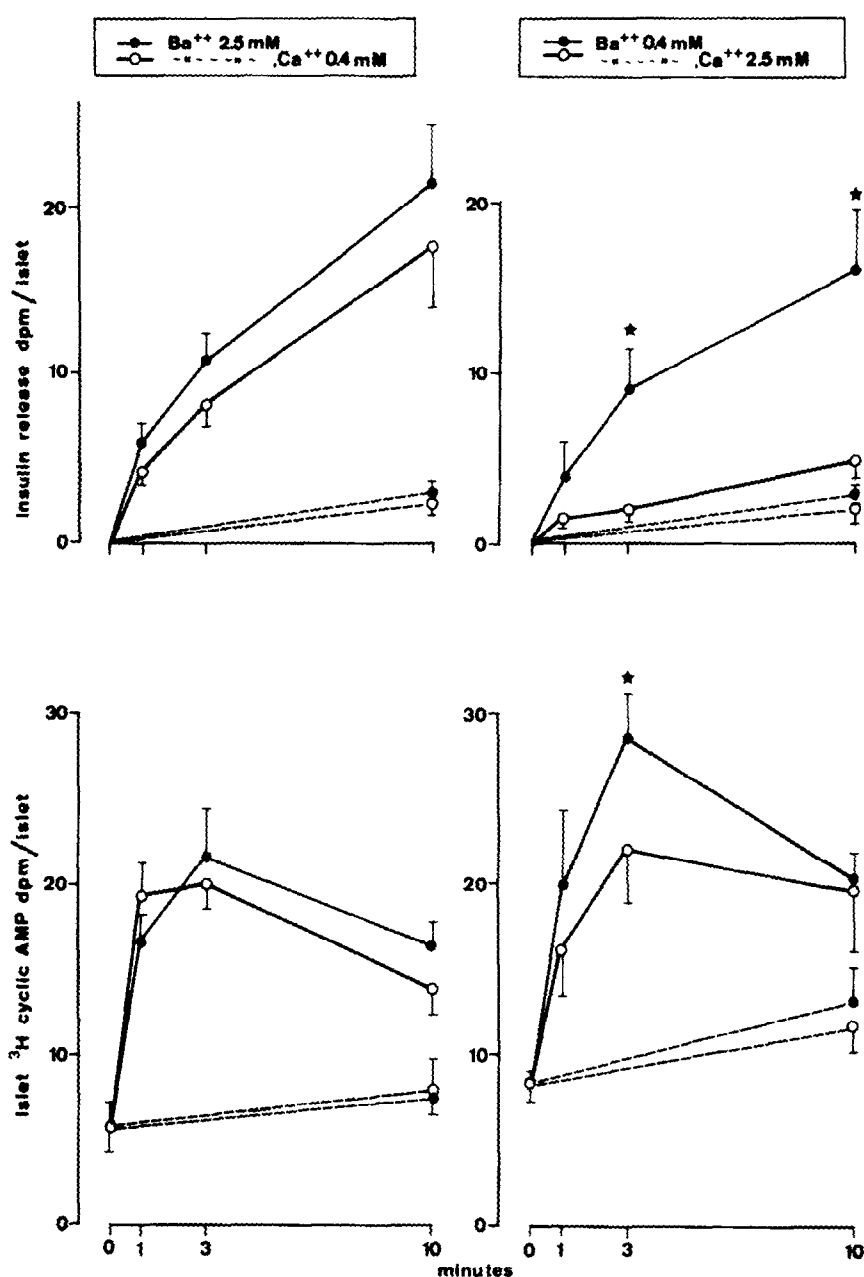 Ba++ 2.5 mM
,Ca++ 0.4 mM
Ba++ 0.4 mM
,Ca++ 2.5 mM
Insulin release dpm/islet
20
10
0
20
10
0
Islet 3H cyclic AMP dpm/islet
30
20
10
0
30
20
10
0
0 1 3 10
0 1 3 10
minutes